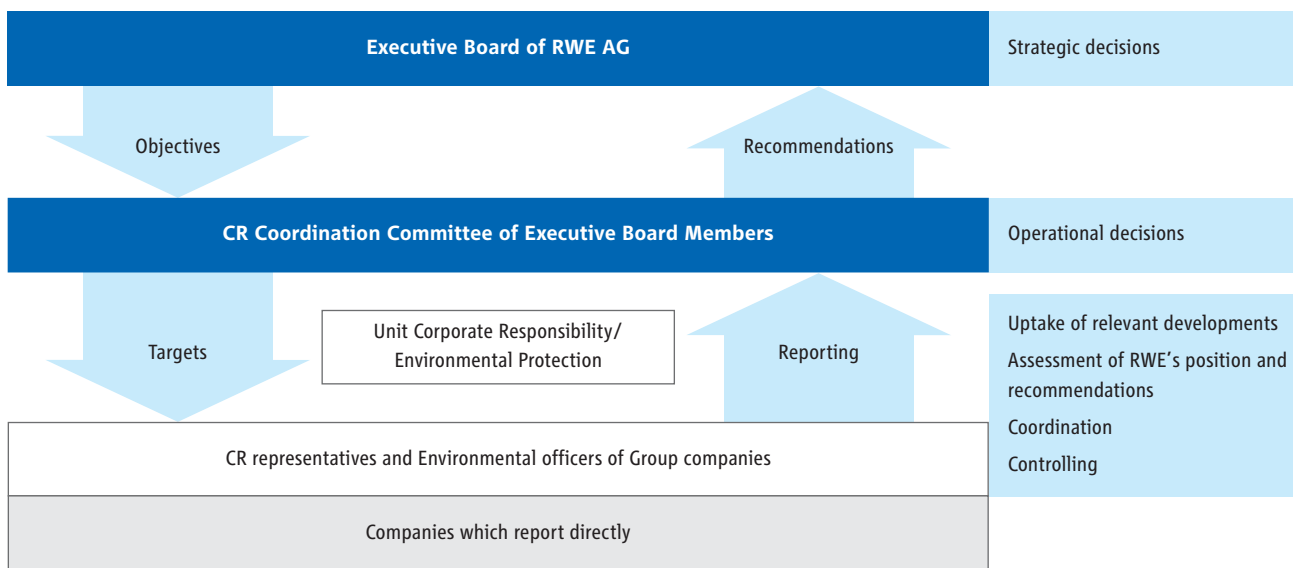 Executive Board of RWE AG
Strategic decisions
Objectives
Recommendations
CR Coordination Committee of Executive Board Members
Operational decisions
Targets
Unit Corporate Responsibility/
Environmental Protection
Reporting
Uptake of relevant developments
Assessment of RWE's position and
recommendations
Coordination
Controlling
CR representatives and Environmental officers of Group companies
Companies which report directly